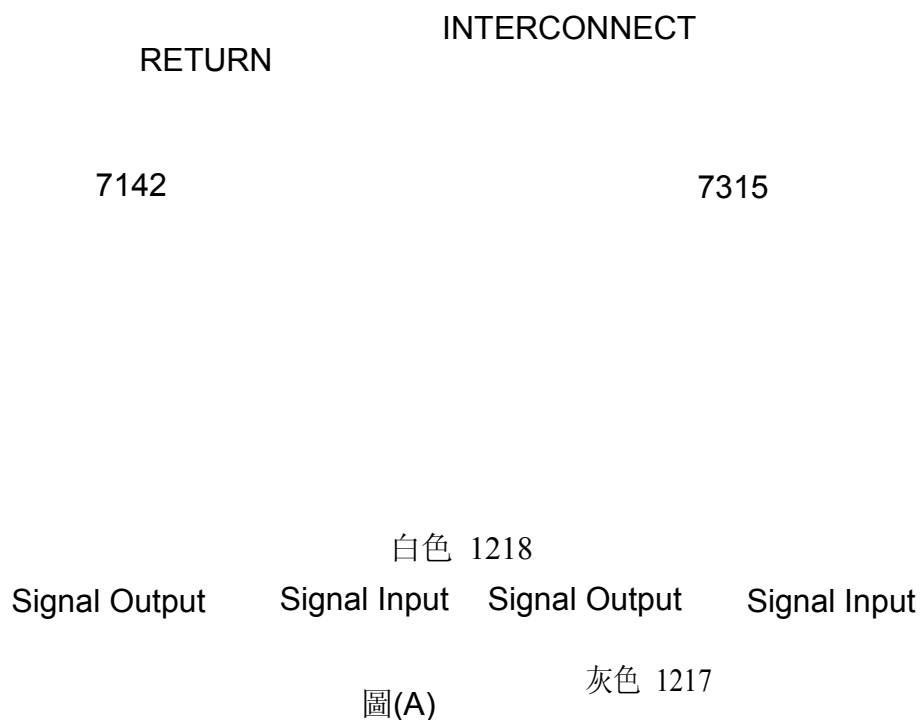 INTERCONNECT
RETURN
7142 7315
白色 1218
Signal Output Signal Input Signal Output Signal Input
灰色 1217
圖(A)